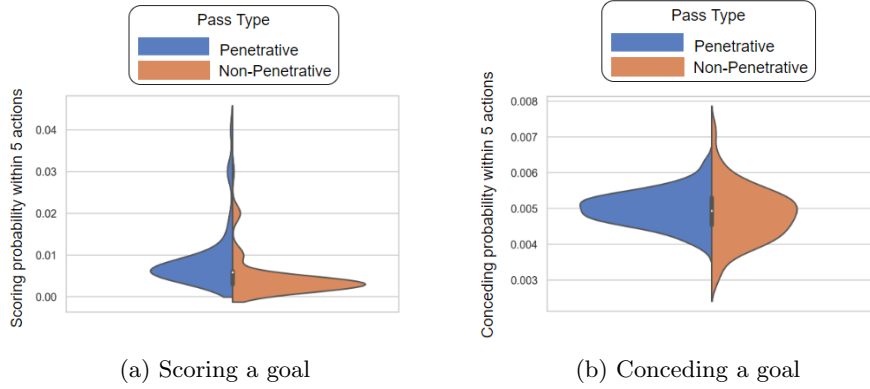 Pass Type
Penetrative
Non-Penetrative
Scoring probability within 5 actions
0.04
0.03
0.02
0.01
0.00
(a) Scoring a goal
Pass Type
Penetrative
Non-Penetrative
Conceding probability within 5 actions
0.008
0.007
0.006
0.005
0.004
0.003
(b) Conceding a goal